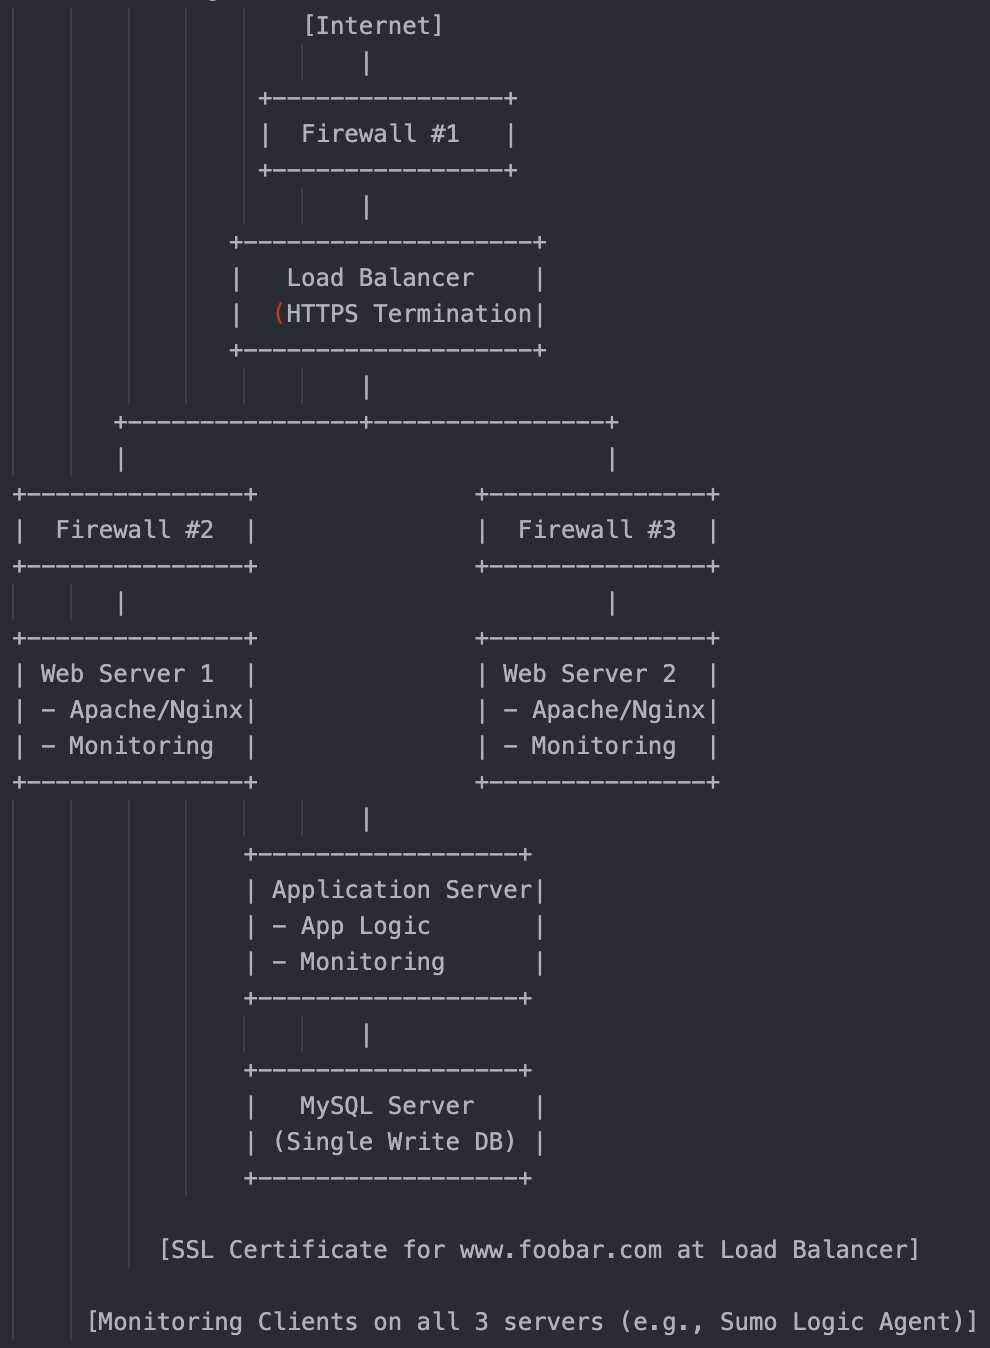 [Internet]
|
+----------------+
|  Firewall #1   |
+----------------+
|
+--------------------+
|   Load Balancer    |
|  (HTTPS Termination|
+--------------------+
|
+----------------+----------------+
|                                 |
+---------------+               +---------------+
|  Firewall #2  |               |  Firewall #3  |
+---------------+               +---------------+
|                                 |
+---------------+               +---------------+
| Web Server 1  |               | Web Server 2  |
| - Apache/Nginx|               | - Apache/Nginx|
| - Monitoring  |               | - Monitoring  |
+---------------+               +---------------+
|
+------------------+
| Application Server|
| - App Logic       |
| - Monitoring      |
+------------------+
|
+------------------+
|   MySQL Server    |
| (Single Write DB) |
+------------------+
[SSL Certificate for www.foobar.com at Load Balancer]
[Monitoring Clients on all 3 servers (e.g., Sumo Logic Agent)]